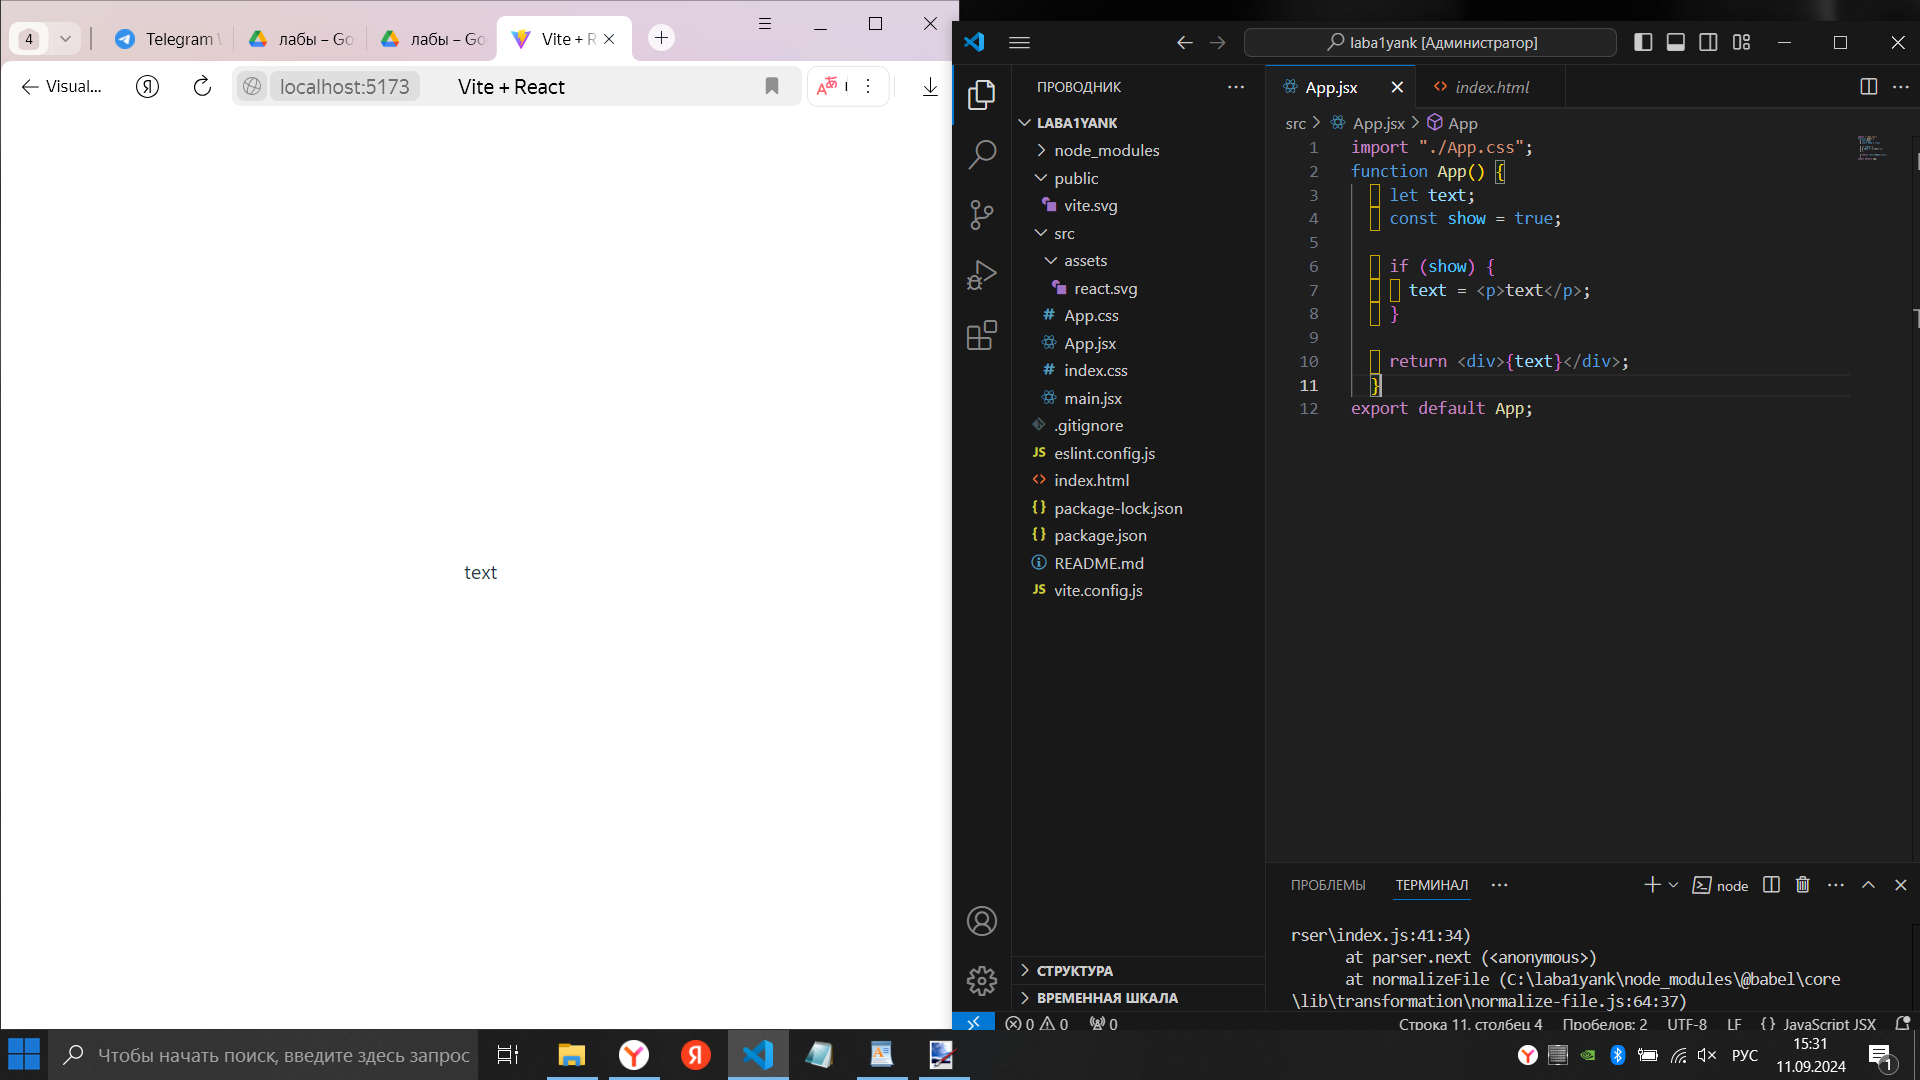 4
Telegram
лабы – Go
лабы – Go
Vite + R
Visual...
localhost:5173
Vite + React
text
laba1yank [Администратор]
ПРОВОДНИК
LABA1YANK
node_modules
public
vite.svg
src
assets
react.svg
App.css
App.jsx
index.css
main.jsx
.gitignore
eslint.config.js
index.html
package-lock.json
package.json
README.md
vite.config.js
СТРУКТУРА
ВРЕМЕННАЯ ШКАЛА
App.jsx
index.html
src > App.jsx > App
1 import "./App.css";
2 function App() {
3 let text;
4 const show = true;
5
6 if (show) {
7 text = <p>text</p>;
8 }
9
10 return <div>{text}</div>;
11 }
12 export default App;
ПРОБЛЕМЫ
ТЕРМИНАЛ
node
rser\index.js:41:34)
at parser.next (<anonymous>)
at normalizeFile (C:\laba1yank\node_modules\@babel\core
\lib\transformation\normalize-file.js:64:37)
0 0 0
Строка 11, столбец 4
Пробелов: 2
UTF-8
LF
{ } JavaScript JSX
Чтобы начать поиск, введите здесь запрос
РУС
15:31
11.09.2024
1